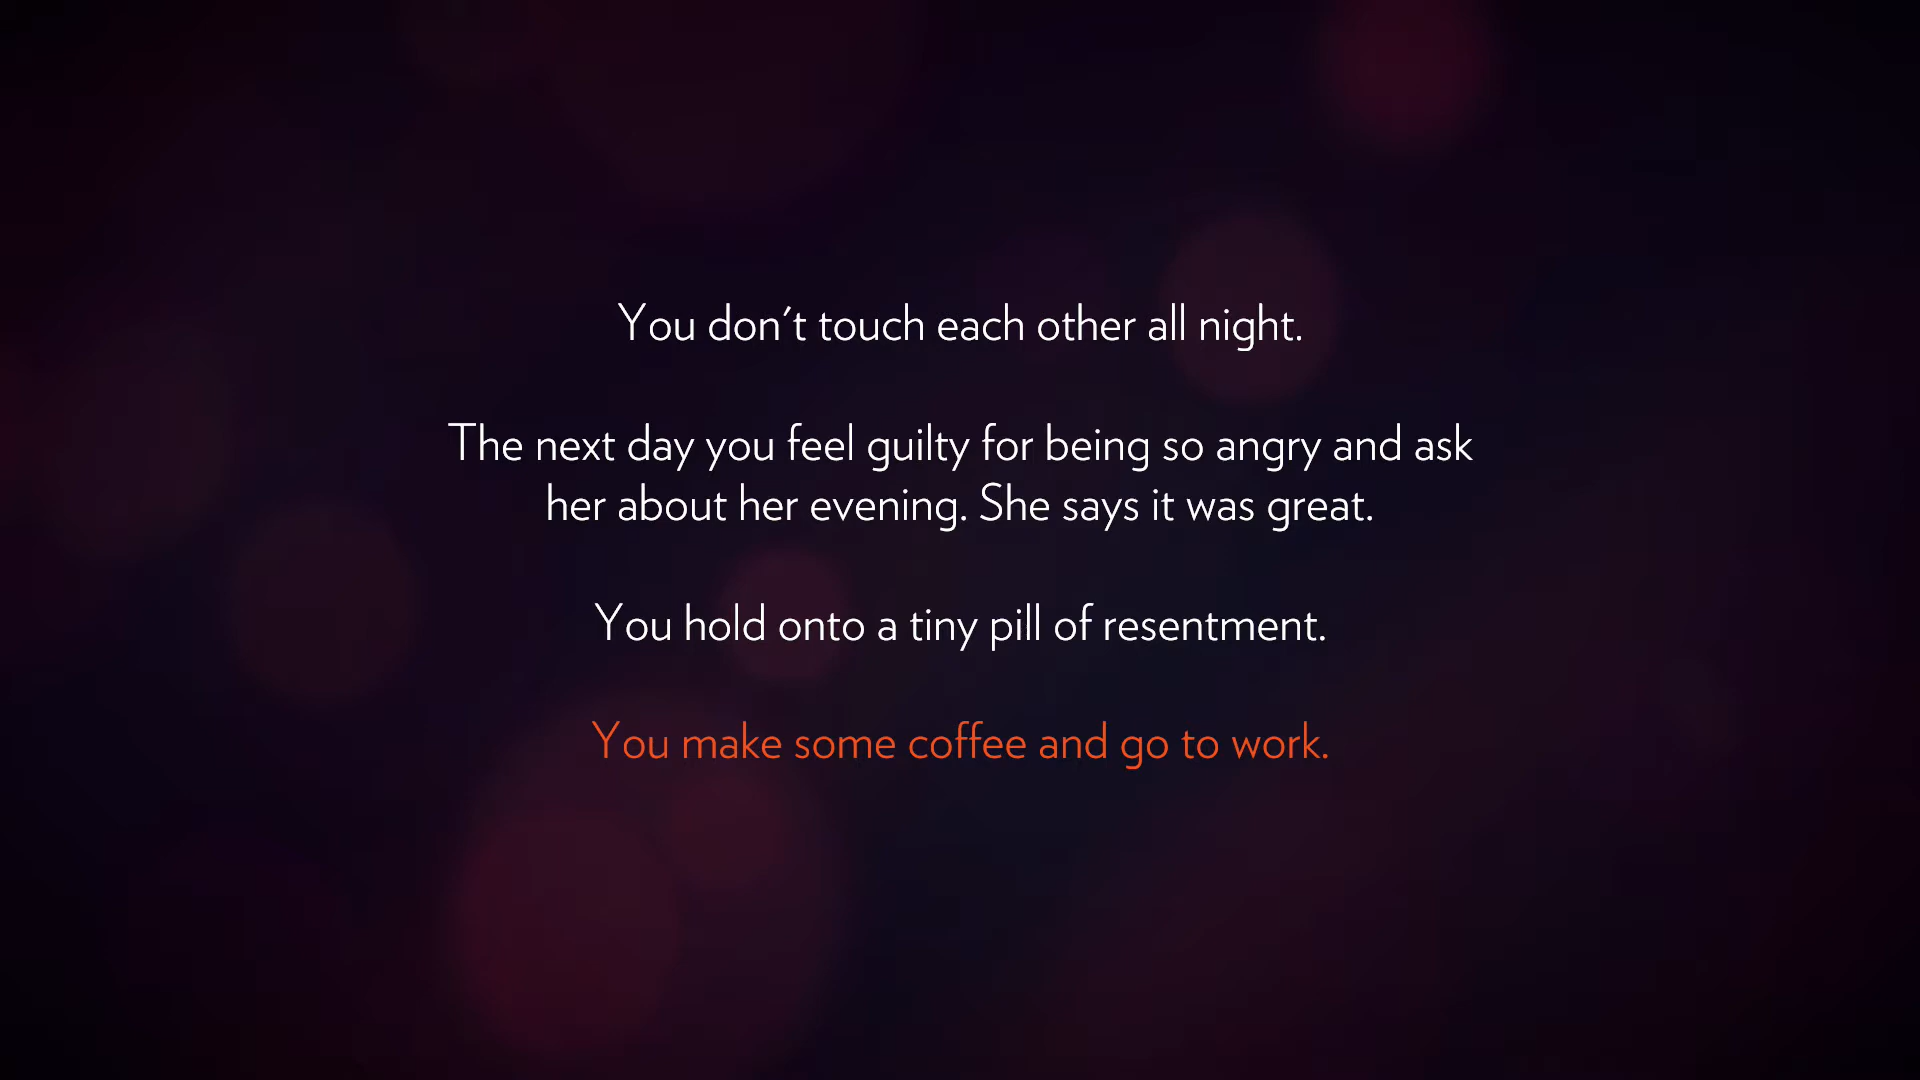 You don't touch each other all night.
The next day you feel guilty for being so angry and ask
her about her evening. She says it was great.
You hold onto a tiny pill of resentment.
You make some coffee and go to work.